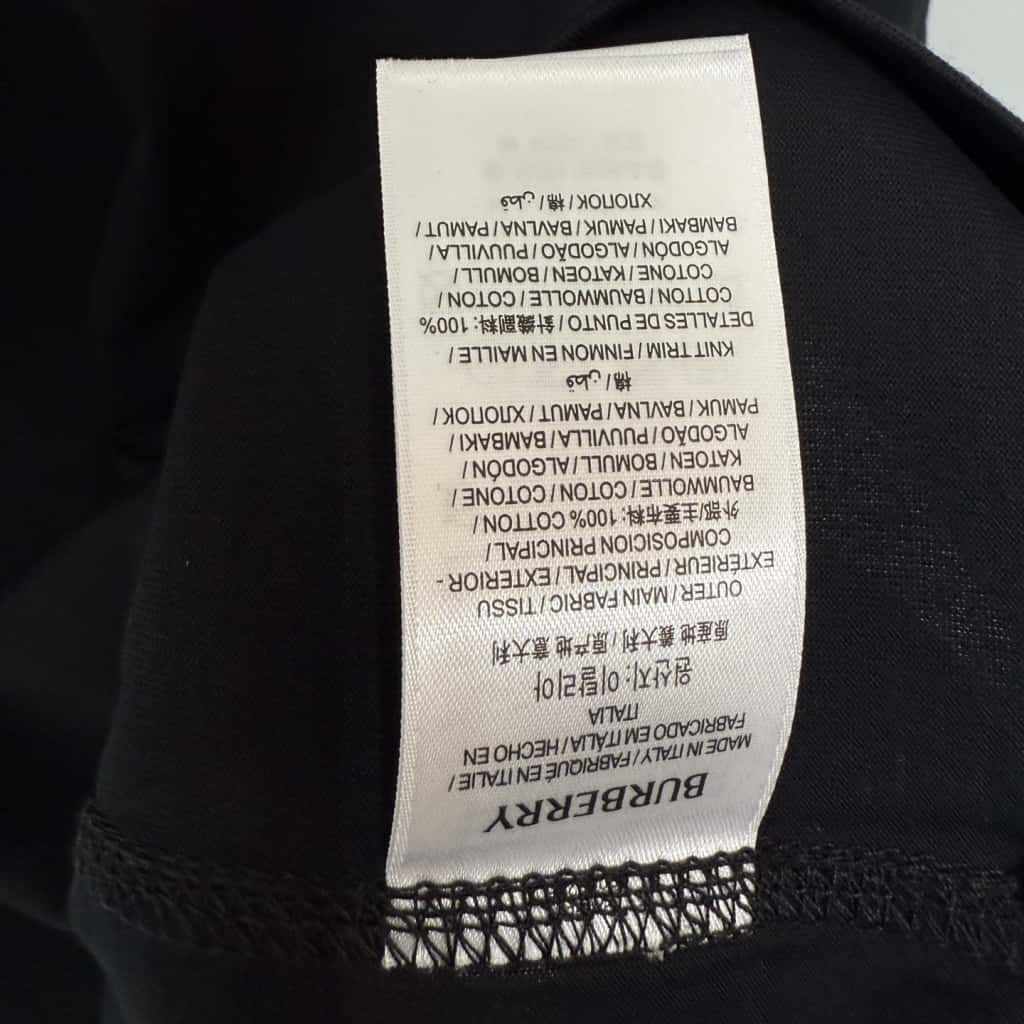 BURBERRY
MADE IN ITALY / FABRIQUÉ EN ITALIE /
FABRICADO EM ITÁLIA / HECHO EN
ITALIA
원산지: 이탈리아
原産地 義大利 / 原产地 意大利
OUTER / MAIN FABRIC / TISSU
EXTÉRIEUR / PRINCIPAL / EXTERIOR -
COMPOSICION PRINCIPAL /
外部/主要布料: 100% COTTON /
BAUMWOLLE / COTON / COTONE /
KATOEN / BOMULL / ALGODÓN /
ALGODÃO / PUUVILLA / BAMBAKI /
PAMUK / BAVLNA / PAMUT / ХЛОПОК /
棉 / قطن
KNIT TRIM / FINMON EN MAILLE /
DETALLES DE PUNTO / 針織副料: 100%
COTTON / BAUMWOLLE / COTON /
COTONE / KATOEN / BOMULL /
ALGODÓN / ALGODÃO / PUUVILLA /
BAMBAKI / PAMUK / BAVLNA / PAMUT /
ХЛОПОК / 棉 / قطن